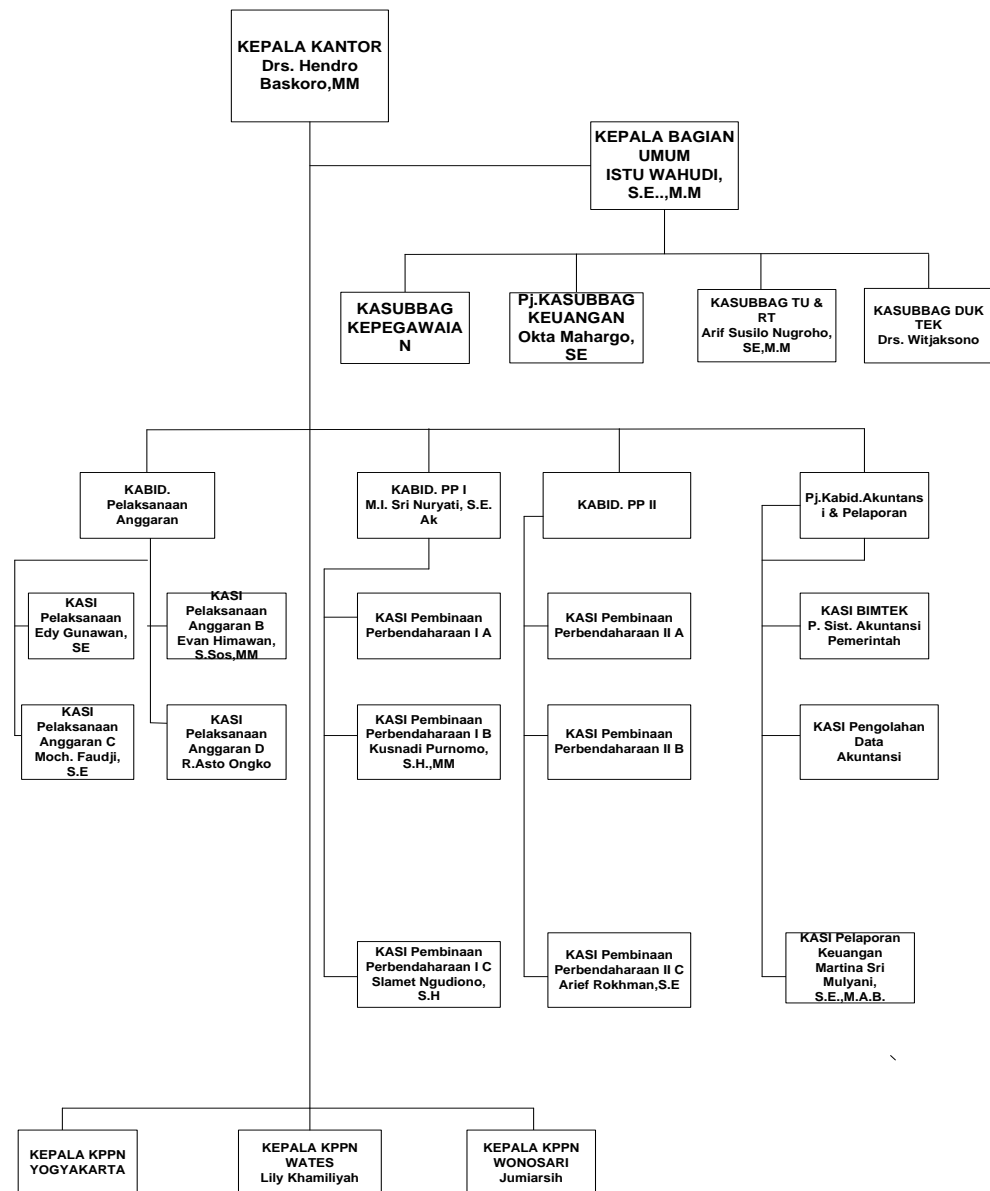 KEPALA KANTOR
Drs. Hendro
Baskoro,MM
KEPALA BAGIAN
UMUM
ISTU WAHUDI,
S.E..,M.M
KASUBBAG
KEPEGAWAIA
N
Pj.KASUBBAG
KEUANGAN
Okta Mahargo,
SE
KASUBBAG TU &
RT
Arif Susilo Nugroho,
SE,M.M
KASUBBAG DUK
TEK
Drs. Witjaksono
KABID.
Pelaksanaan
Anggaran
KABID. PP I
M.I. Sri Nuryati, S.E.
Ak
KABID. PP II
Pj.Kabid.Akuntans
i & Pelaporan
KASI
Pelaksanaan
Edy Gunawan,
SE
KASI
Pelaksanaan
Anggaran B
Evan Himawan,
S.Sos,MM
KASI Pembinaan
Perbendaharaan I A
KASI Pembinaan
Perbendaharaan II A
KASI BIMTEK
P. Sist. Akuntansi
Pemerintah
KASI
Pelaksanaan
Anggaran C
Moch. Faudji,
S.E
KASI
Pelaksanaan
Anggaran D
R.Asto Ongko
KASI Pembinaan
Perbendaharaan I B
Kusnadi Purnomo,
S.H.,MM
KASI Pembinaan
Perbendaharaan II B
KASI Pengolahan
Data
Akuntansi
KASI Pembinaan
Perbendaharaan I C
Slamet Ngudiono,
S.H
KASI Pembinaan
Perbendaharaan II C
Arief Rokhman,S.E
KASI Pelaporan
Keuangan
Martina Sri
Mulyani,
S.E.,M.A.B.
KEPALA KPPN
YOGYAKARTA
KEPALA KPPN
WATES
Lily Khamiliyah
KEPALA KPPN
WONOSARI
Jumiarsih